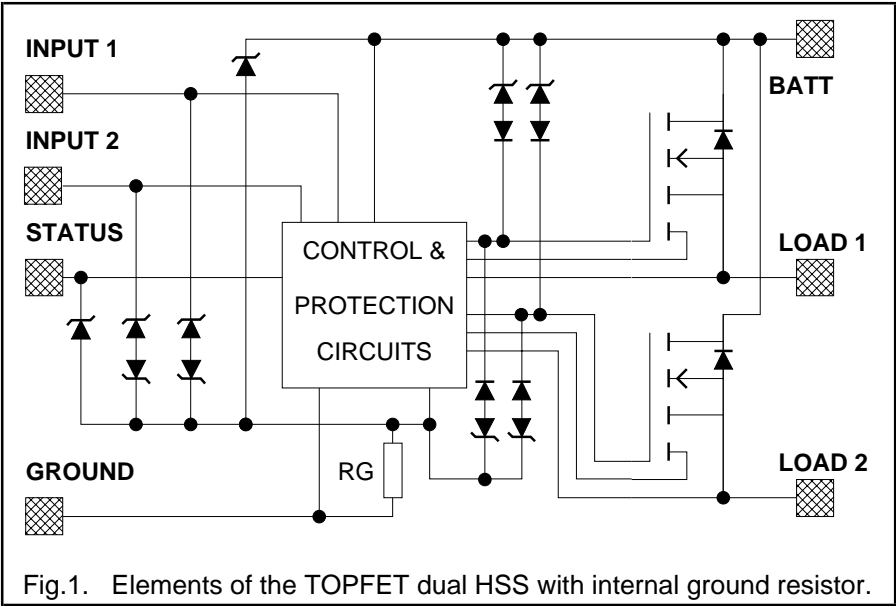 INPUT 1
BATT
INPUT 2
STATUS
CONTROL &
LOAD 1
PROTECTION
CIRCUITS
GROUND
RG
LOAD 2
Fig.1. Elements of the TOPFET dual HSS with internal ground resistor.